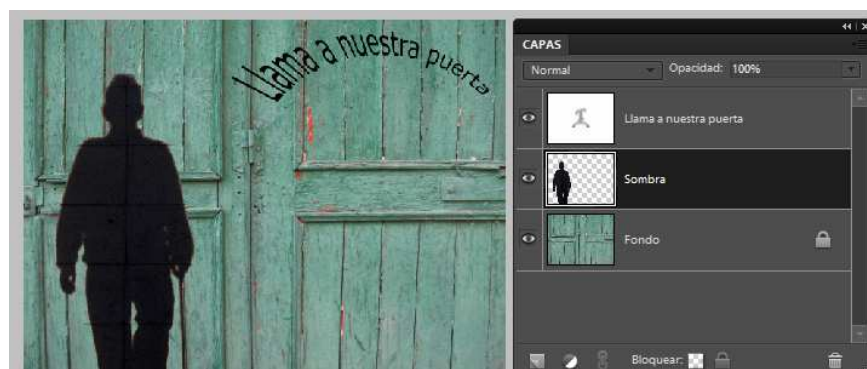 Llama a nuestra puerta
CAPAS
Normal
Opacidad: 100%
Llama a nuestra puerta
Sombra
Fondo
Bloquear: